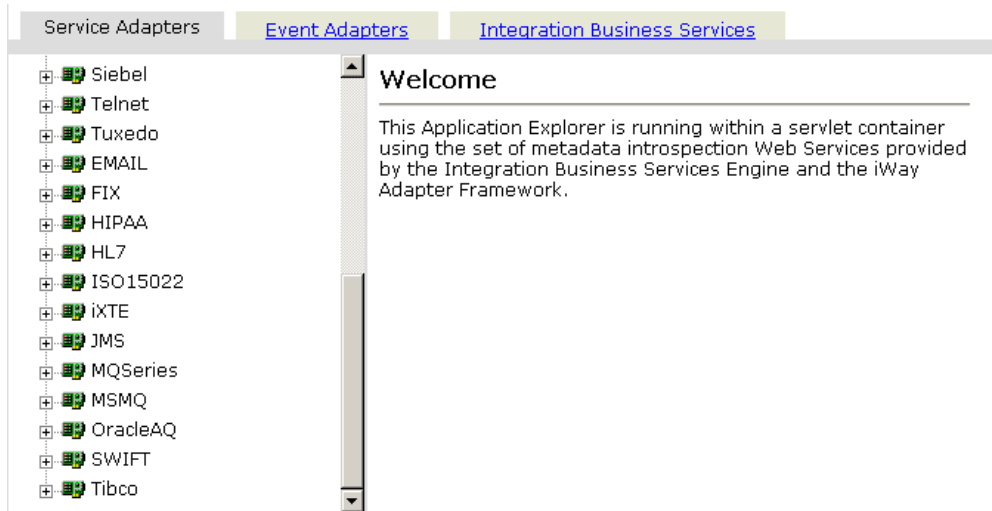 Service Adapters
Event Adapters
Integration Business Services
Siebel
Telnet
Tuxedo
EMAIL
FIX
HIPAA
HL7
ISO15022
iXTE
JMS
MQSeries
MSMQ
OracleAQ
SWIFT
Tibco
Welcome
This Application Explorer is running within a servlet container
using the set of metadata introspection Web Services provided
by the Integration Business Services Engine and the iWay
Adapter Framework.